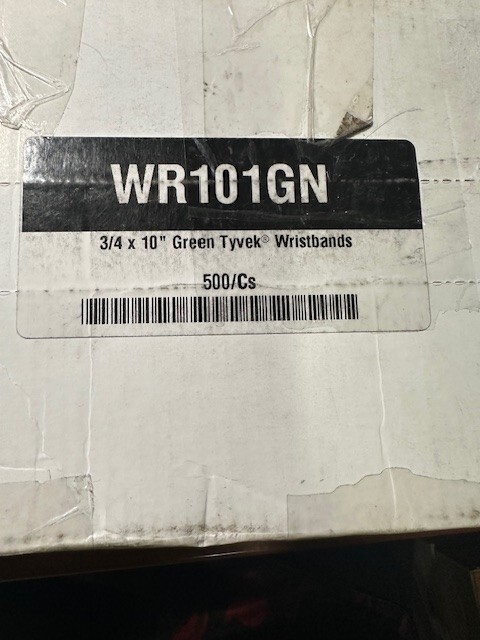 WR101GN
3/4 x 10" Green Tyvek® Wristbands
500/Cs